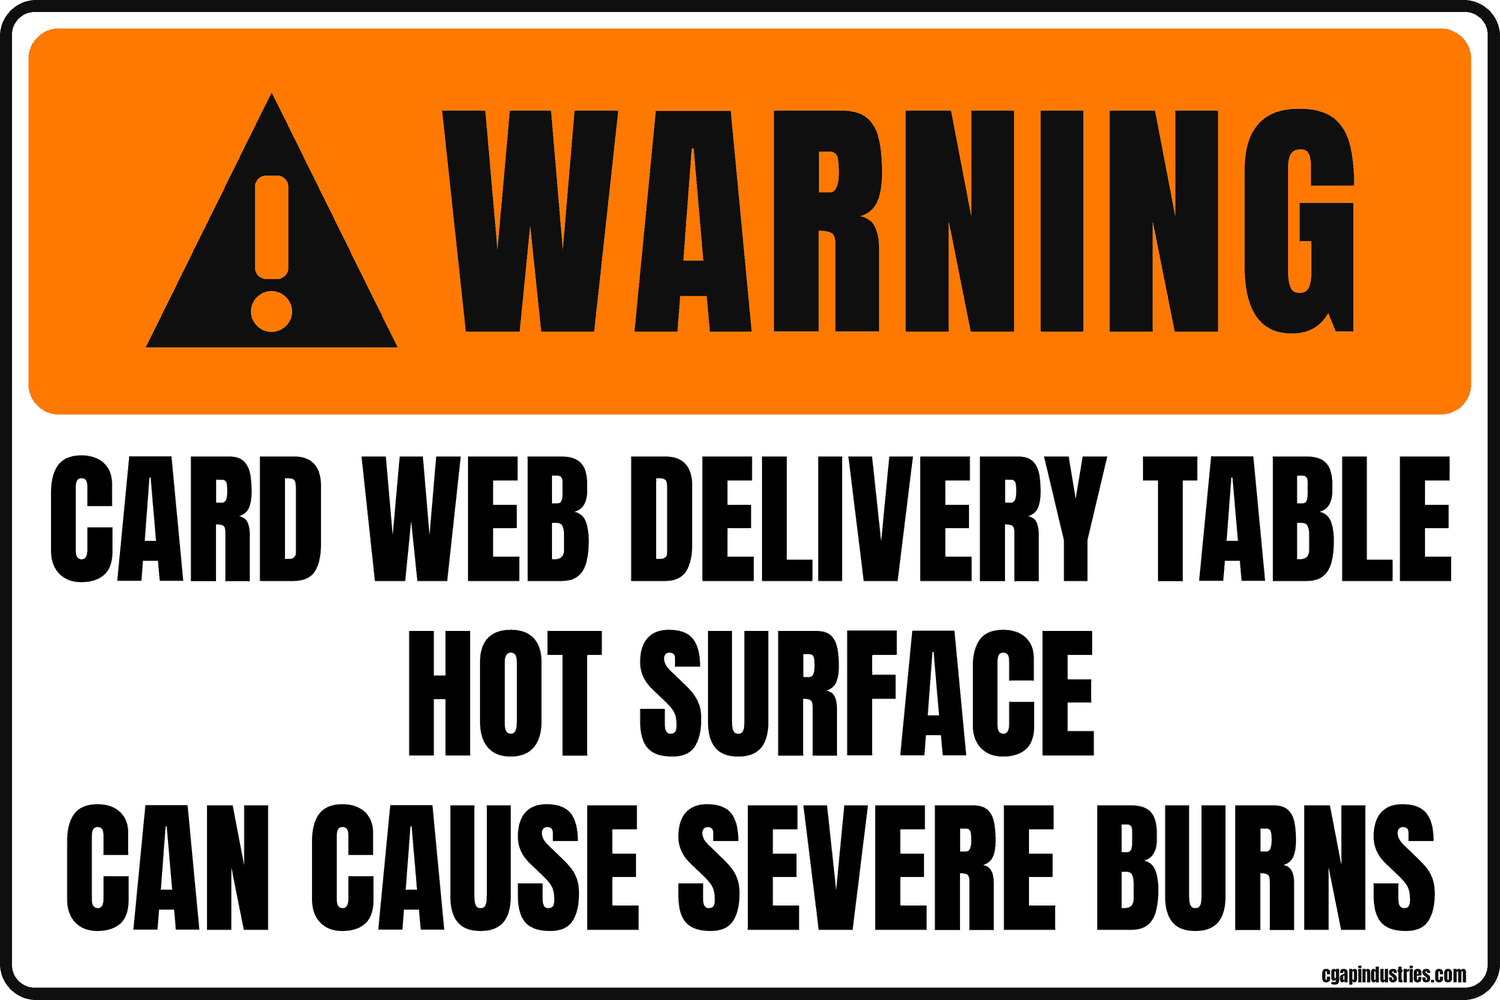 WARNING
CARD WEB DELIVERY TABLE
HOT SURFACE
CAN CAUSE SEVERE BURNS
cgapindustries.com